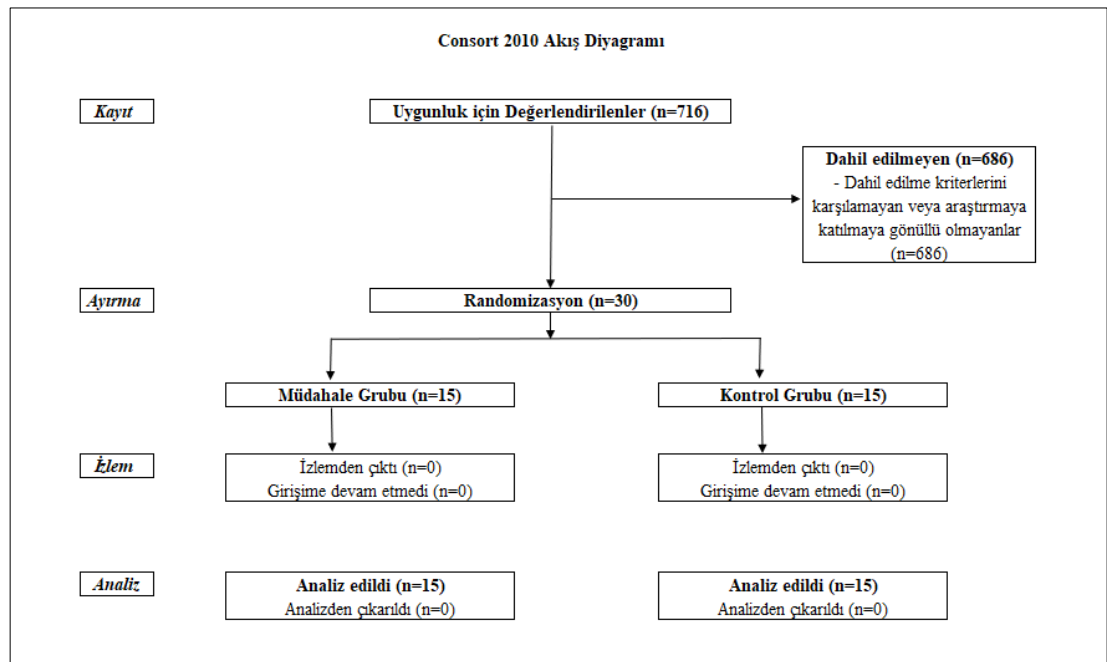 Consort 2010 Akış Diyagramı
Kayıt
Uygunluk için Değerlendirilenler (n=716)
Dahil edilmeyen (n=686)
- Dahil edilme kriterlerini
karşılamayan veya araştırmaya
katılmaya gönüllü olmayanlar
(n=686)
Ayırma
Randomizasyon (n=30)
Müdahale Grubu (n=15)
Kontrol Grubu (n=15)
İzlem
İzlemden çıktı (n=0)
Girişime devam etmedi (n=0)
İzlemden çıktı (n=0)
Girişime devam etmedi (n=0)
Analiz
Analiz edildi (n=15)
Analizden çıkarıldı (n=0)
Analiz edildi (n=15)
Analizden çıkarıldı (n=0)